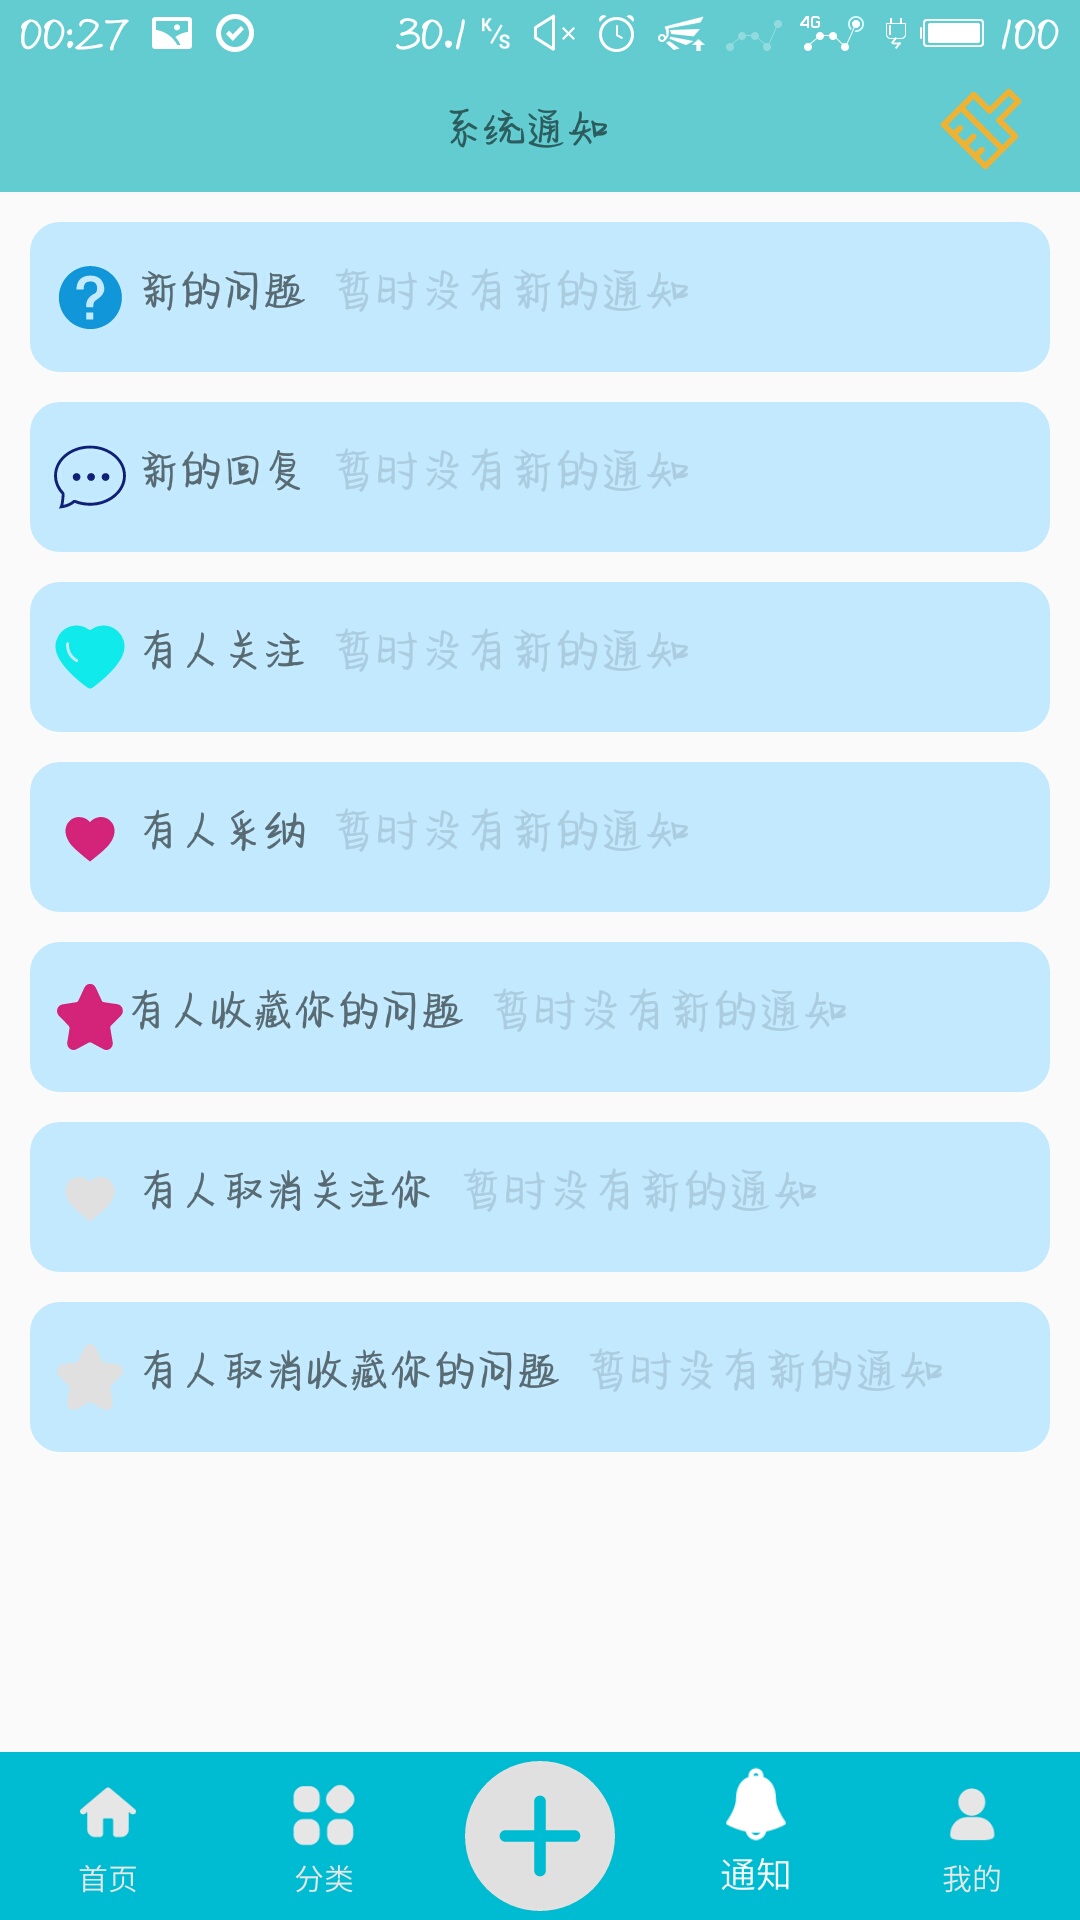 00:27 30.1 K/S 4G 100
系统通知
新的问题 暂时没有新的通知
新的回复 暂时没有新的通知
有人关注 暂时没有新的通知
有人采纳 暂时没有新的通知
有人收藏你的问题 暂时没有新的通知
有人取消关注你 暂时没有新的通知
有人取消收藏你的问题 暂时没有新的通知
首页 分类 通知 我的